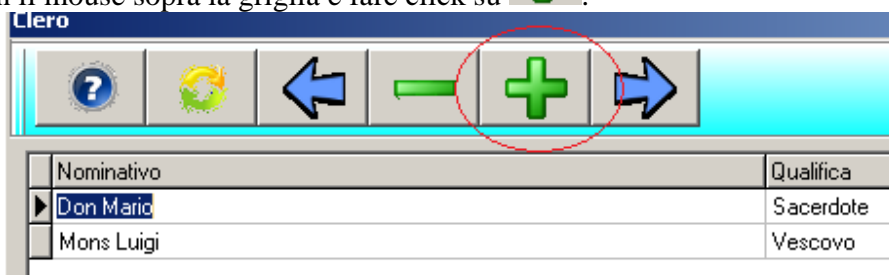 il mouse sopra la griglia e fare click su .
Clero
?
Nominativo Qualifica
Don Mario Sacerdote
Mons Luigi Vescovo